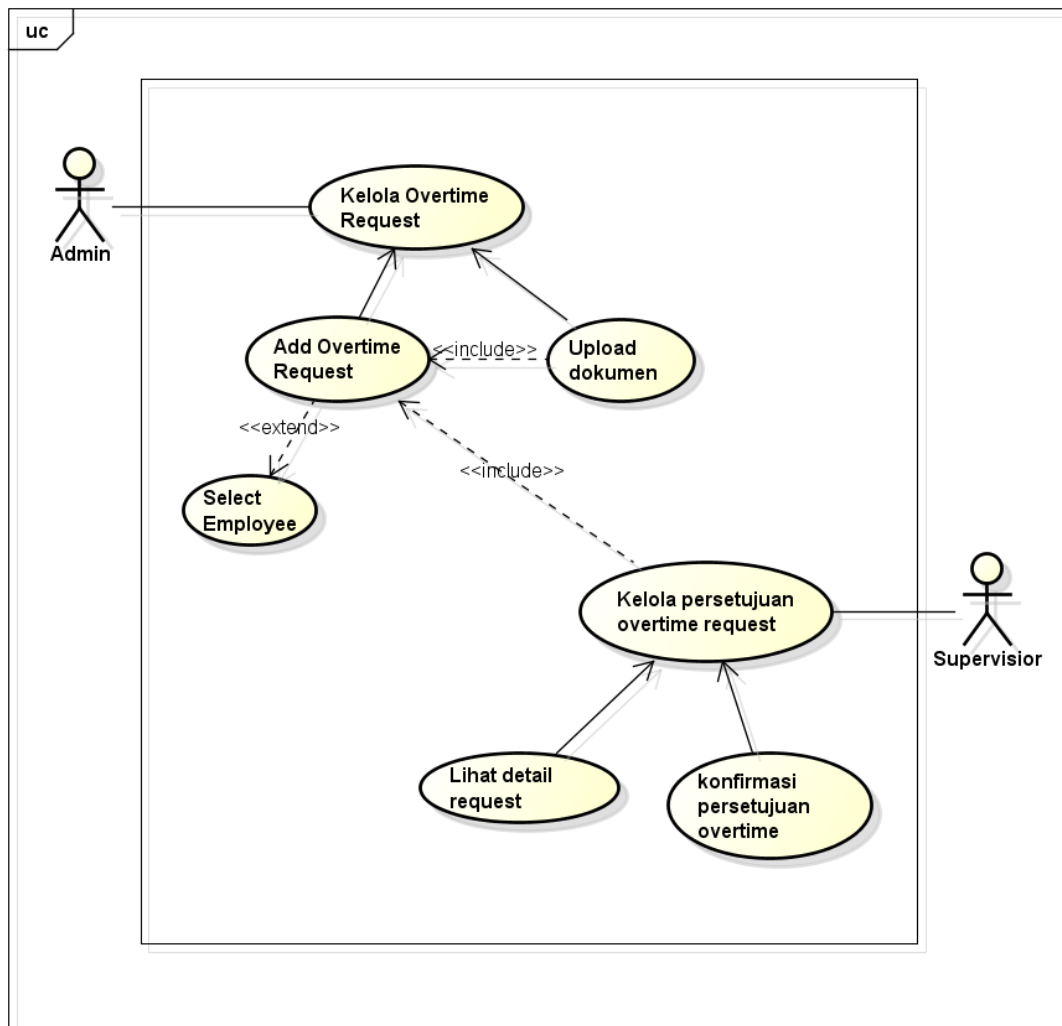 uc
Kelola Overtime
Request
Admin
Add Overtime
Request
<<include>>
Upload
dokumen
<<extend>>
<<include>>
Select
Employee
Kelola persetujuan
overtime request
Supervisior
Lihat detail
request
konfirmasi
persetujuan
overtime